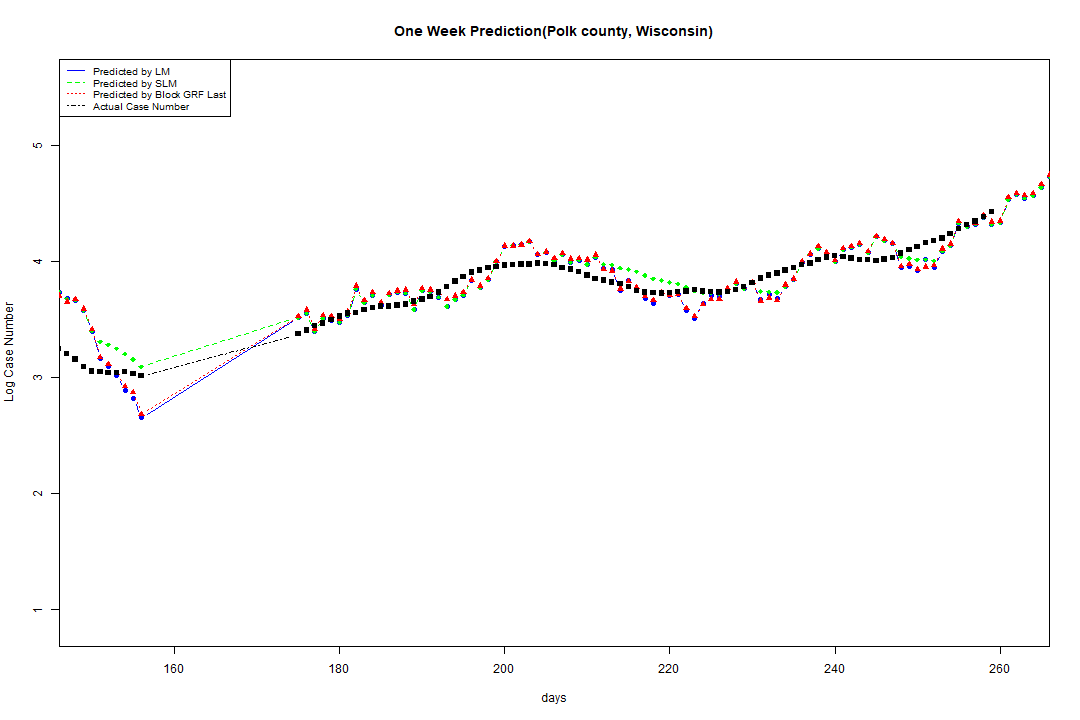 One Week Prediction(Polk county, Wisconsin)
Predicted by LM
Predicted by SLM
Predicted by Block GRF Last
Actual Case Number
5
4
3
2
1
Log Case Number
160 180 200 220 240 260
days